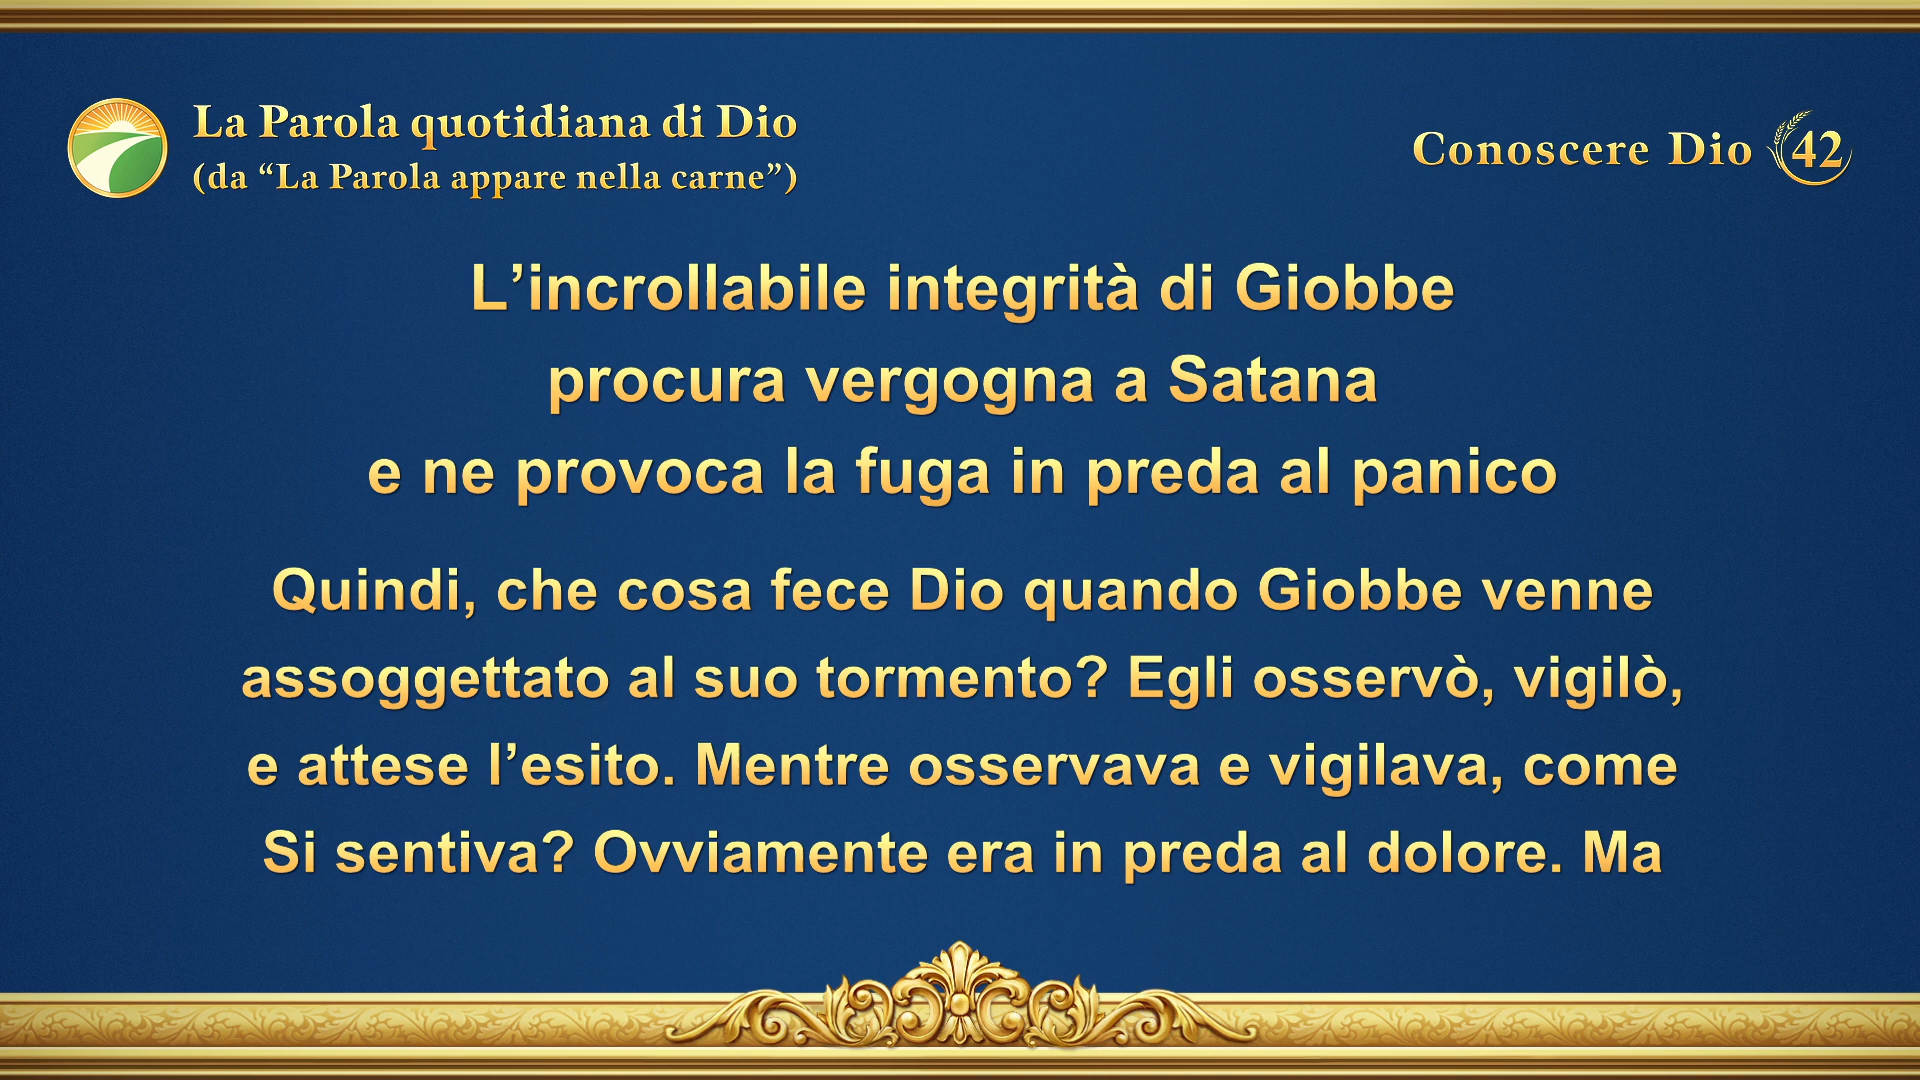 La Parola quotidiana di Dio
(da “La Parola appare nella carne”)
Conoscere Dio 42
L’incrollabile integrità di Giobbe
procura vergogna a Satana
e ne provoca la fuga in preda al panico
Quindi, che cosa fece Dio quando Giobbe venne
assoggettato al suo tormento? Egli osservò, vigilò,
e attese l’esito. Mentre osservava e vigilava, come
Si sentiva? Ovviamente era in preda al dolore. Ma